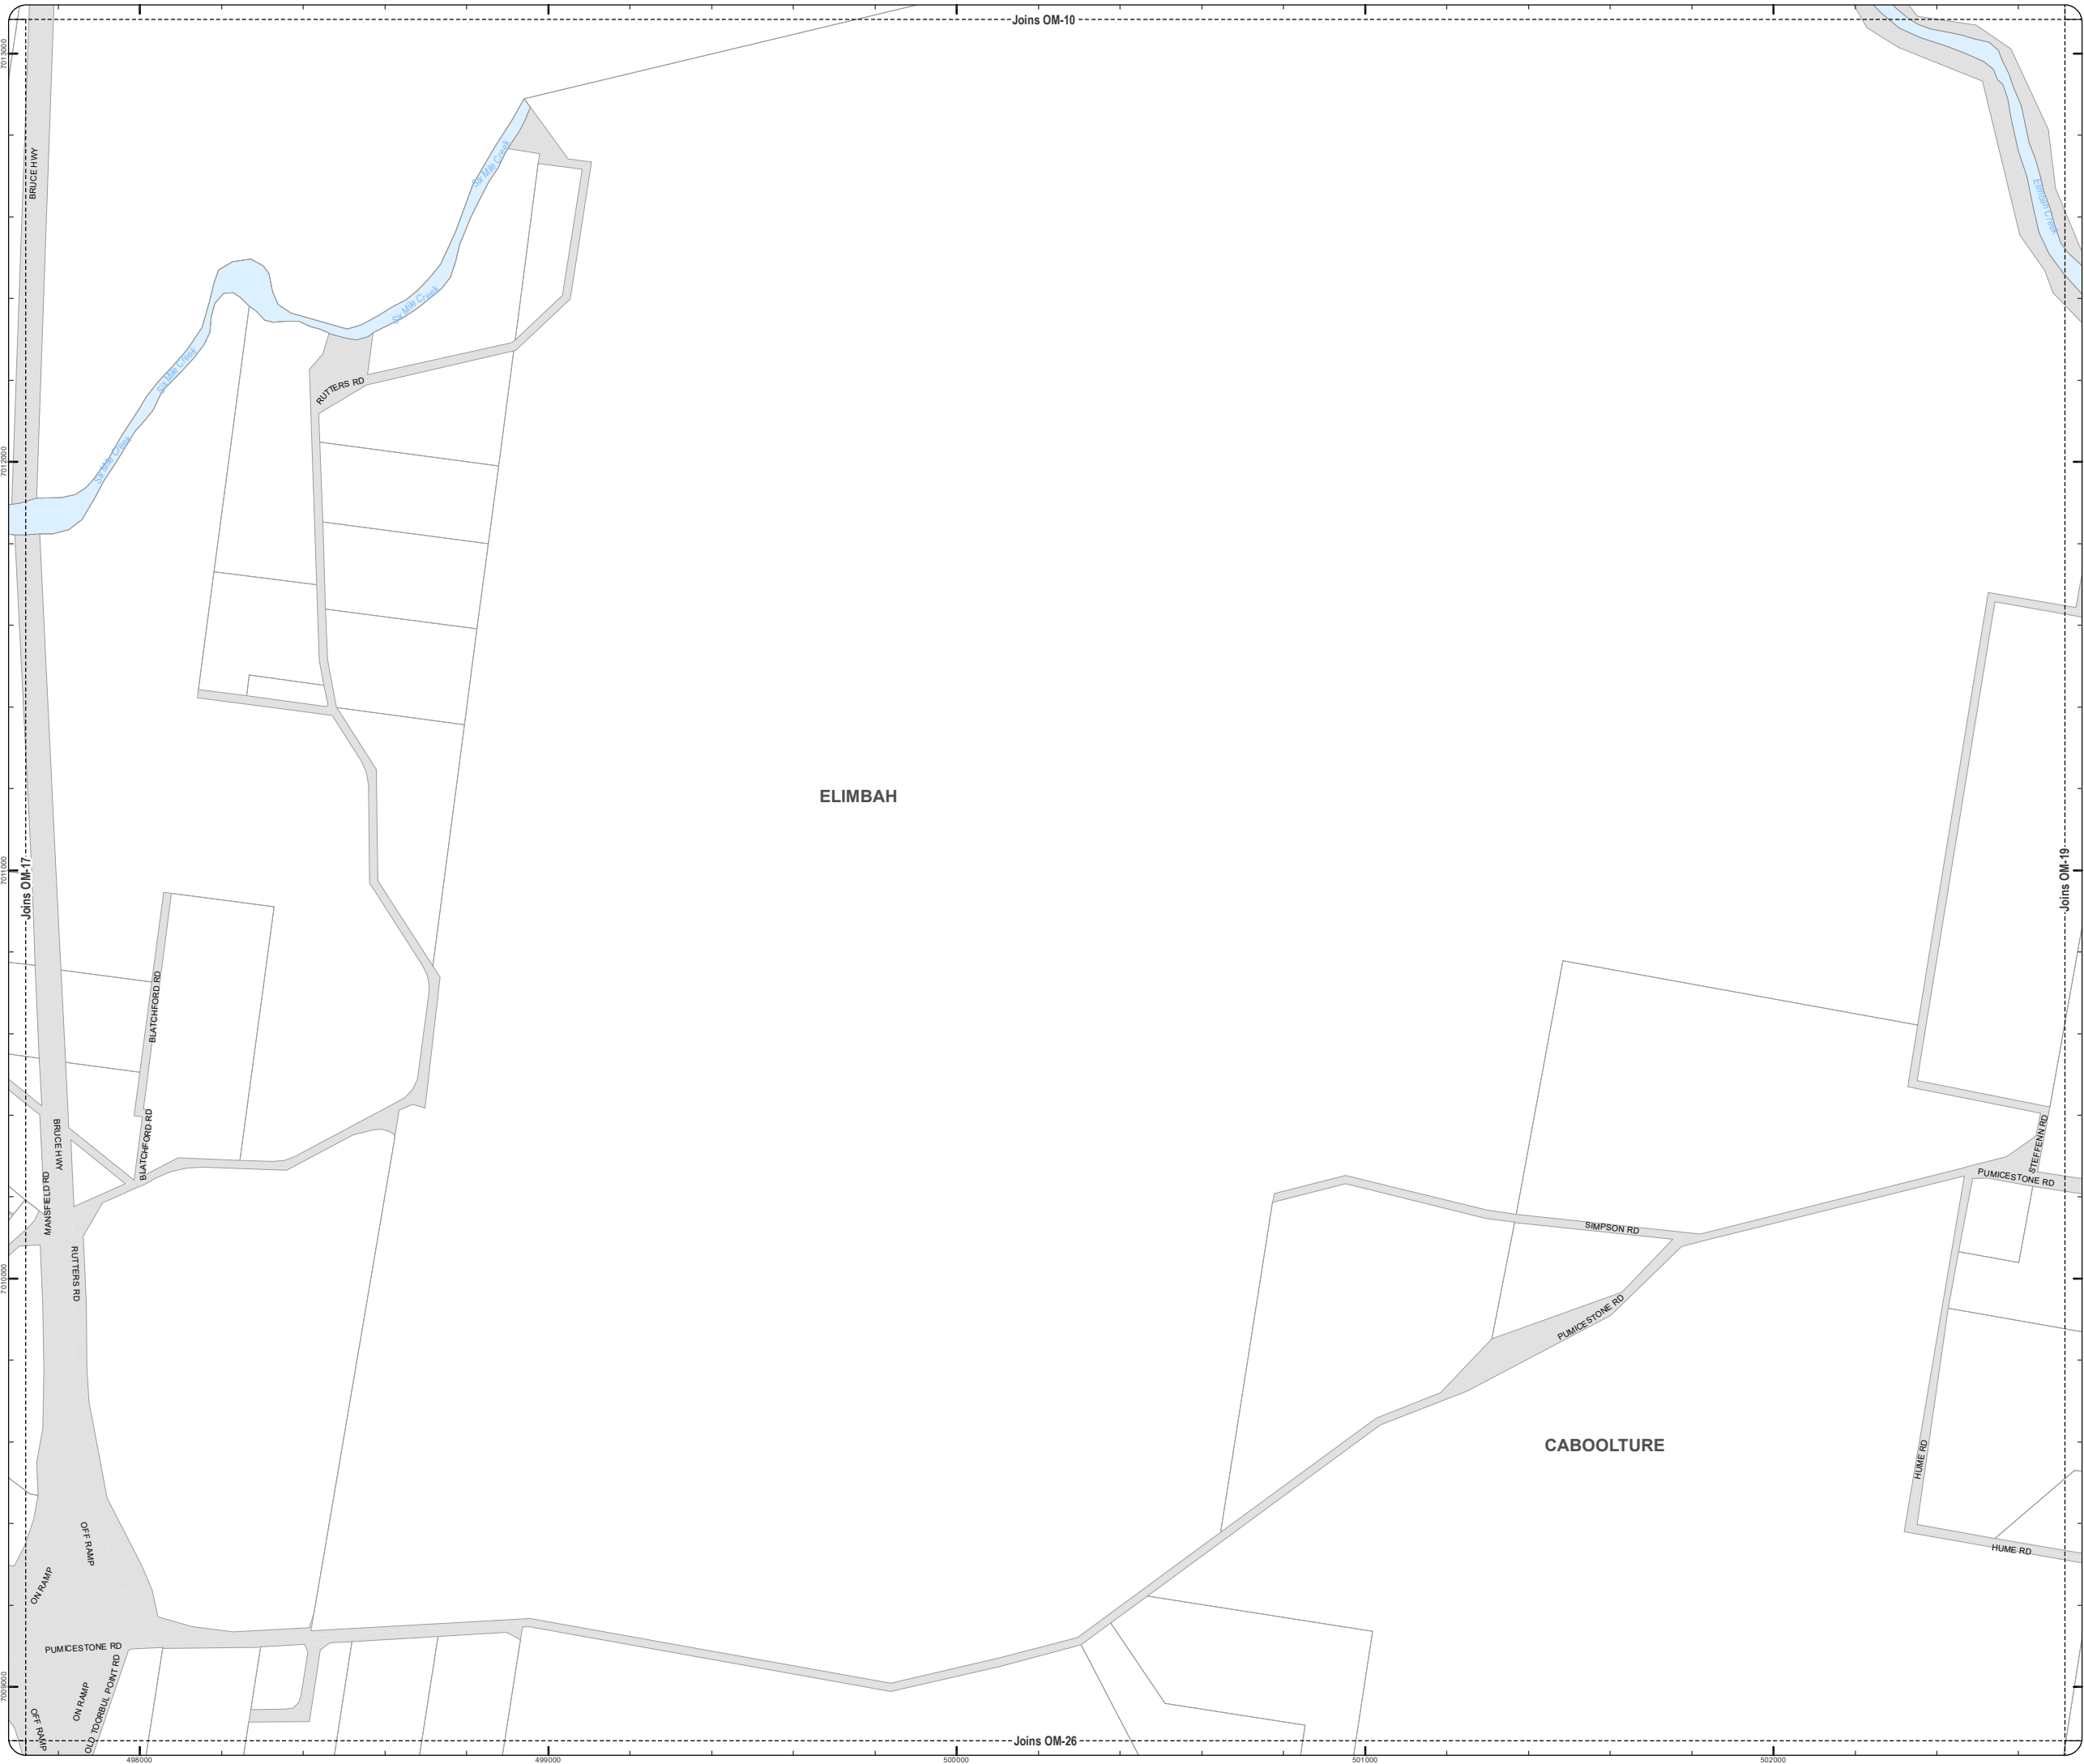 Joins OM-10
7013000
BRUCE HWY
Six Mile Creek
Elimbah Creek
Six Mile Creek
Six Mile Creek
RUTTERS RD
Six Mile Creek
7012000
ELIMBAH
7011000
Joins OM-17
Joins OM-19
BLATCHFORD RD
BRUCE HWY
BLATCHFORD RD
STEFFENN RD
MANSFIELD RD
PUMICESTONE RD
SIMPSON RD
RUTTERS RD
7010000
PUMICESTONE RD
CABOOLTURE
HUME RD
OFF RAMP
HUME RD
ON RAMP
PUMICESTONE RD
7009000
ON RAMP
OLD TOORBUL POINT RD
OFF RAMP
Joins OM-26
498000
499000
500000
501000
502000